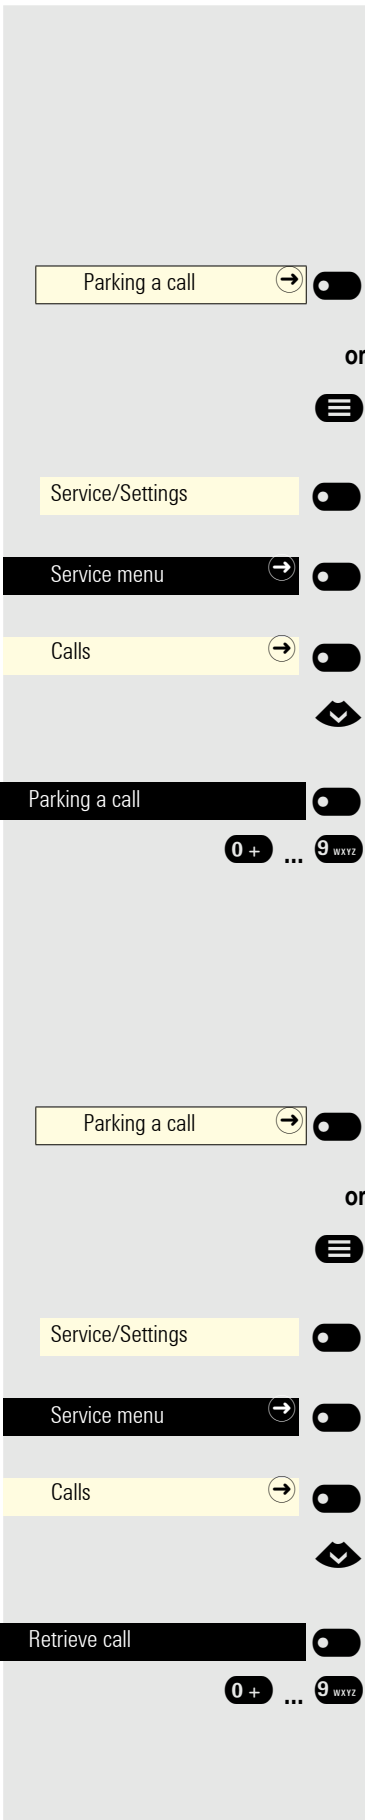 Parking a call
or
Service/Settings
Service menu
Calls
Parking a call
0 + ... 9 WXYZ
Parking a call
or
Service/Settings
Service menu
Calls
Retrieve call
0 + ... 9 WXYZ